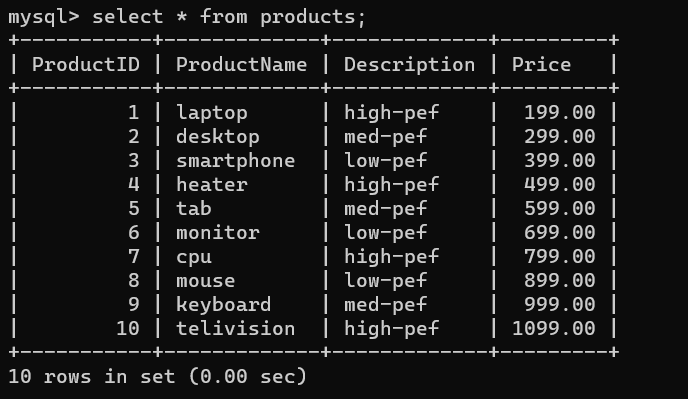 mysql> select * from products;
+-----------+-------------+-------------+---------+
| ProductID | ProductName | Description | Price   |
+-----------+-------------+-------------+---------+
|         1 | laptop      | high-pef    |  199.00 |
|         2 | desktop     | med-pef     |  299.00 |
|         3 | smartphone  | low-pef     |  399.00 |
|         4 | heater      | high-pef    |  499.00 |
|         5 | tab         | med-pef     |  599.00 |
|         6 | monitor     | low-pef     |  699.00 |
|         7 | cpu         | high-pef    |  799.00 |
|         8 | mouse       | low-pef     |  899.00 |
|         9 | keyboard    | med-pef     |  999.00 |
|        10 | telivision  | high-pef    | 1099.00 |
+-----------+-------------+-------------+---------+
10 rows in set (0.00 sec)